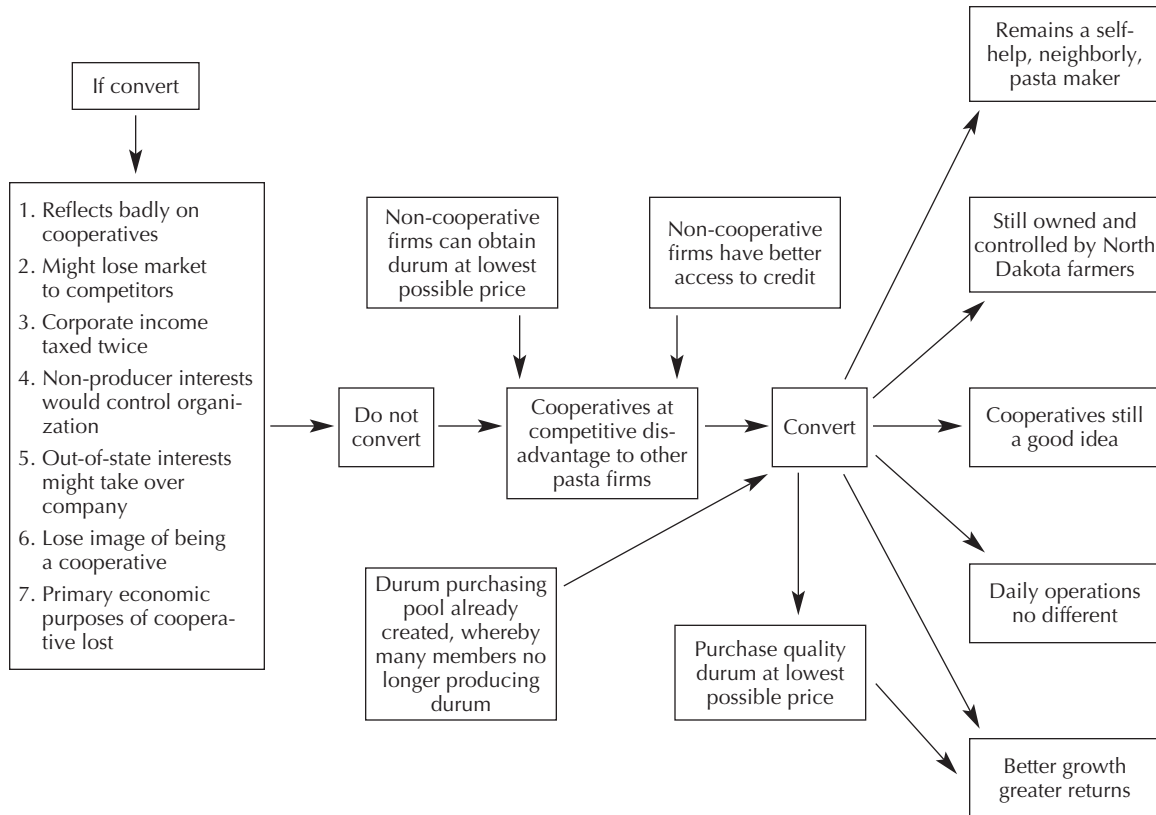 If convert
1. Reflects badly on
cooperatives
2. Might lose market
to competitors
3. Corporate income
taxed twice
4. Non-producer interests
would control organi-
zation
5. Out-of-state interests
might take over
company
6. Lose image of being
a cooperative
7. Primary economic
purposes of coopera-
tive lost
Do not
convert
Non-cooperative
firms can obtain
durum at lowest
possible price
Non-cooperative
firms have better
access to credit
Cooperatives at
competitive dis-
advantage to other
pasta firms
Durum purchasing
pool already
created, whereby
many members no
longer producing
durum
Convert
Purchase quality
durum at lowest
possible price
Remains a self-
help, neighborly,
pasta maker
Still owned and
controlled by North
Dakota farmers
Cooperatives still
a good idea
Daily operations
no different
Better growth
greater returns